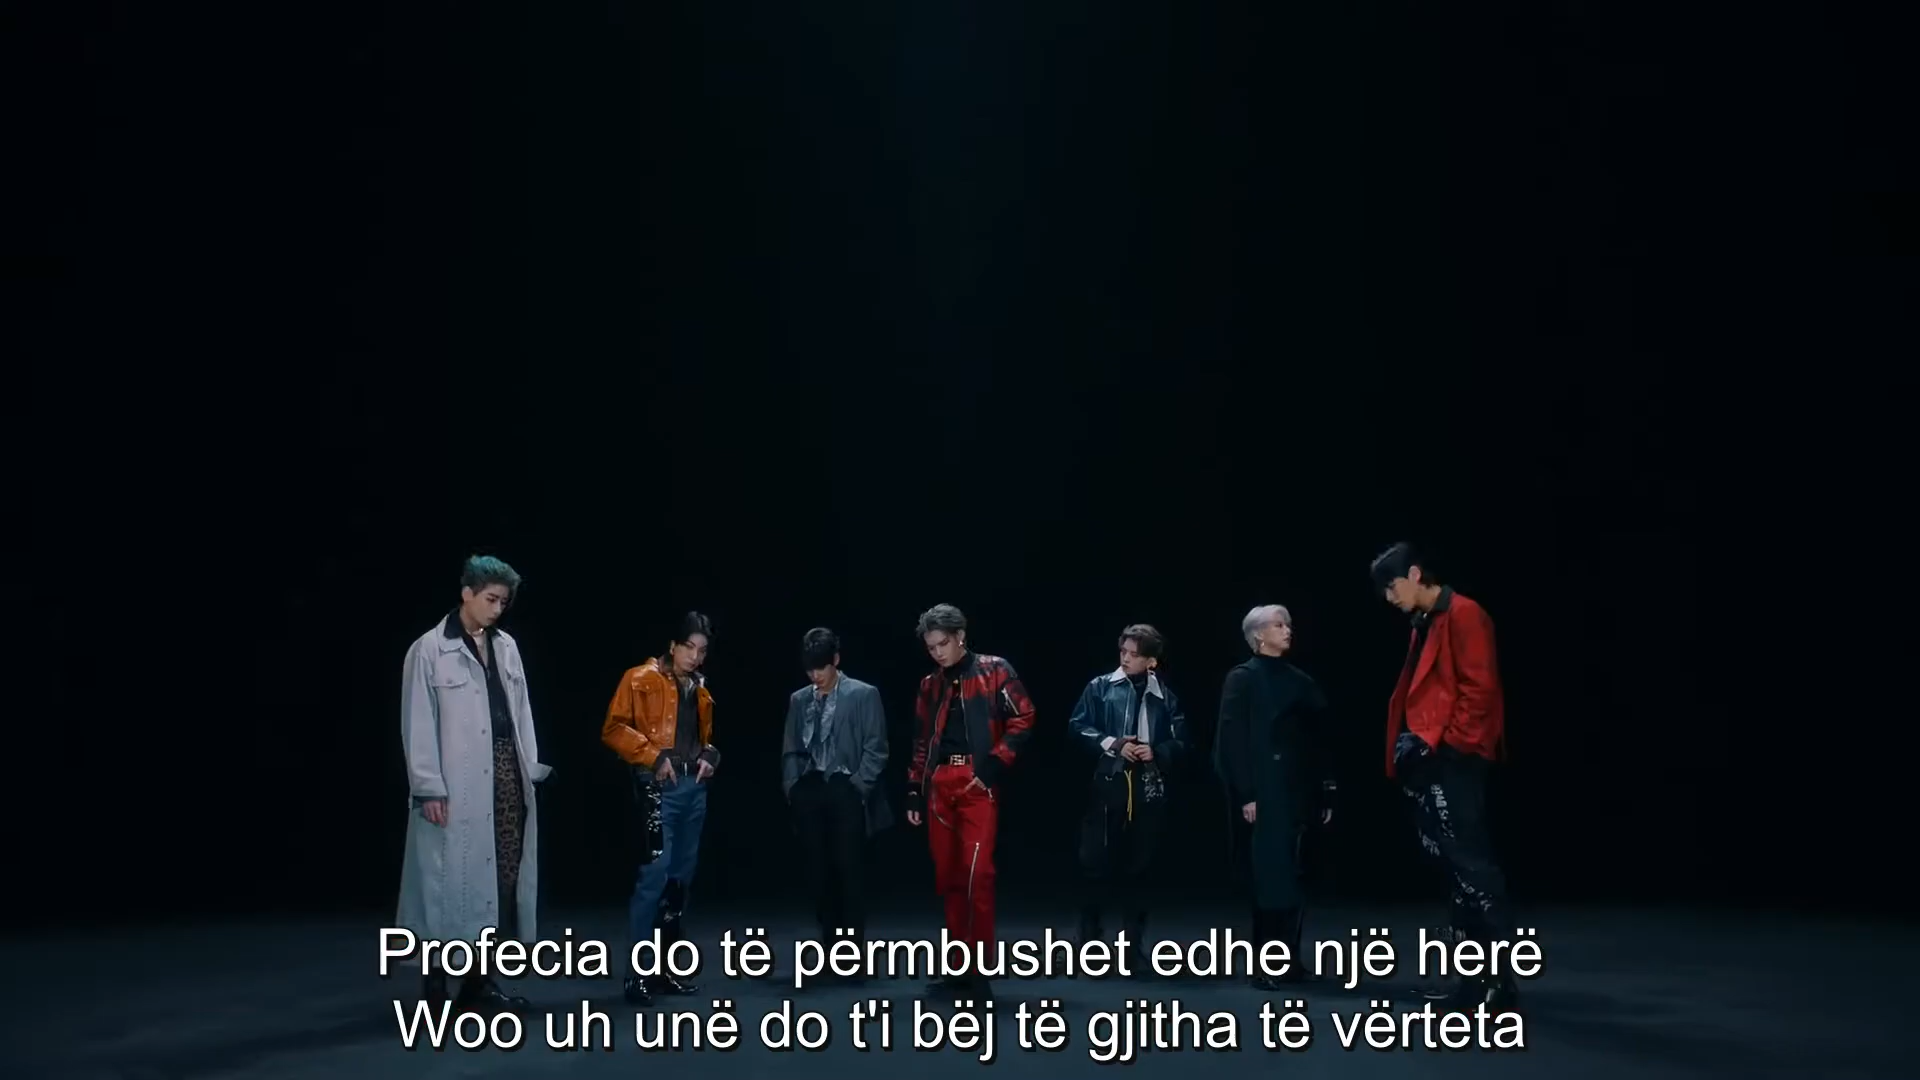 Profecia do të përmbushet edhe një herë
Woo uh unë do t'i bëj të gjitha të vërteta